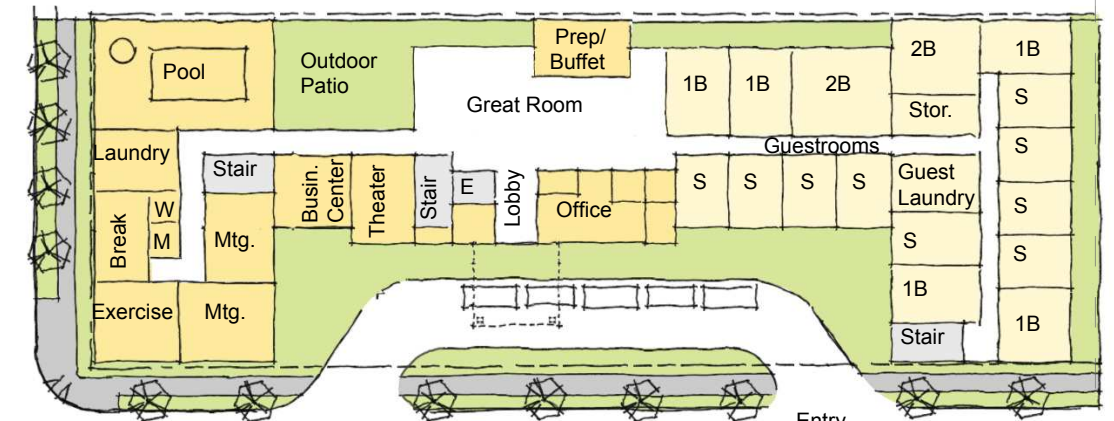 Pool
Outdoor
Patio
Prep/
Buffet
Great Room
1B
1B
2B
2B
1B
Stor.
S
Guestrooms
Laundry
Stair
Busin.
Center
Theater
Stair
E
Lobby
Office
S
S
S
S
Guest
Laundry
S
W
M
Break
Mtg.
S
S
S
Exercise
Mtg.
1B
Stair
1B
Entry